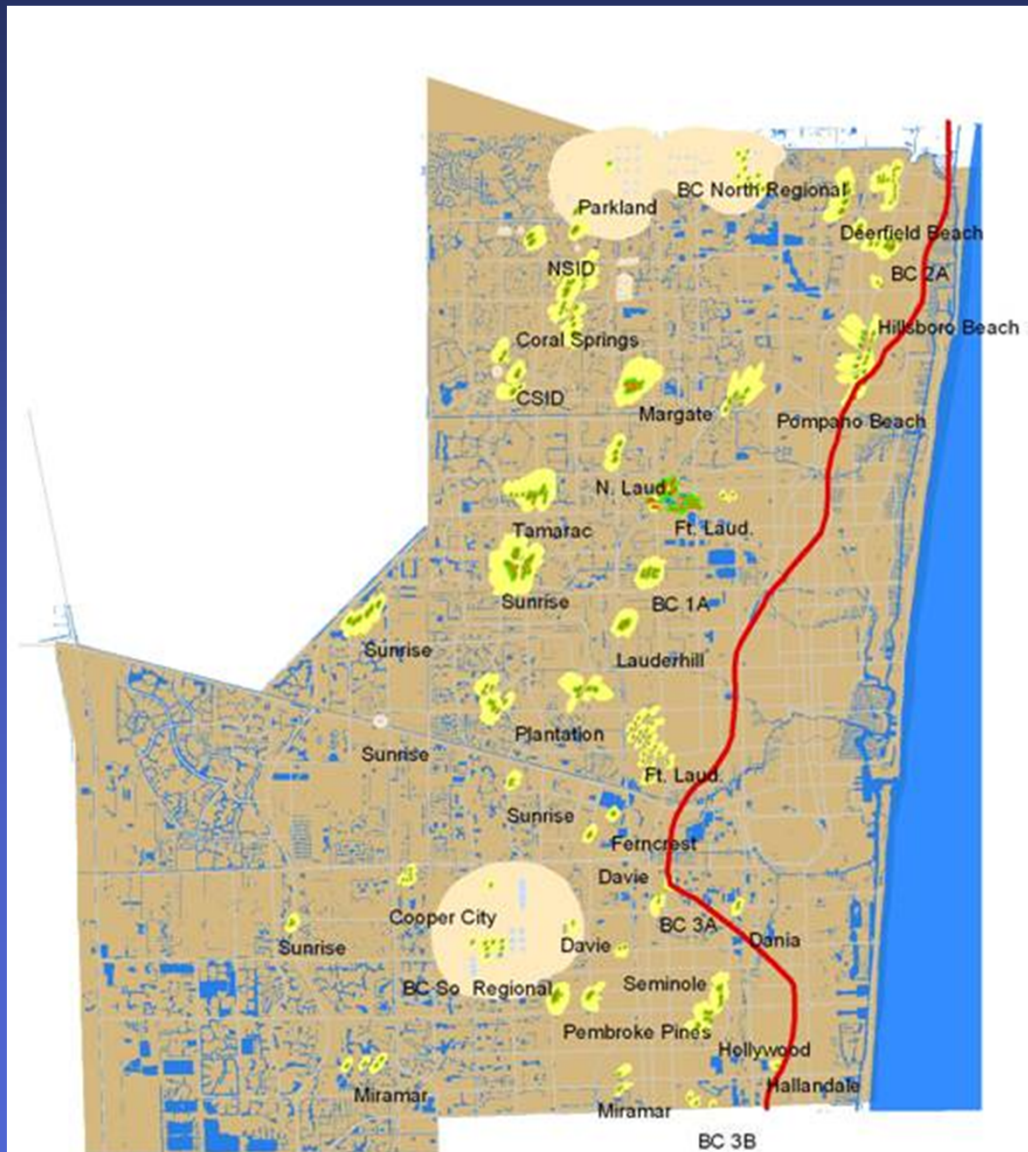 BC North Regional
Parkland
Deerfield Beach
NSID
BC 2A
Hillsboro Beach
Coral Springs
CSID
Margate
Pompano Beach
N. Laud.
Ft. Laud.
Tamarac
Sunrise
BC 1A
Sunrise
Lauderhill
Plantation
Sunrise
Ft. Laud.
Sunrise
Ferncrest
Davie
Cooper City
BC 3A
Sunrise
Davie
Dania
BC So. Regional
Seminole
Pembroke Pines
Hollywood
Hallandale
Miramar
Miramar
BC 3B